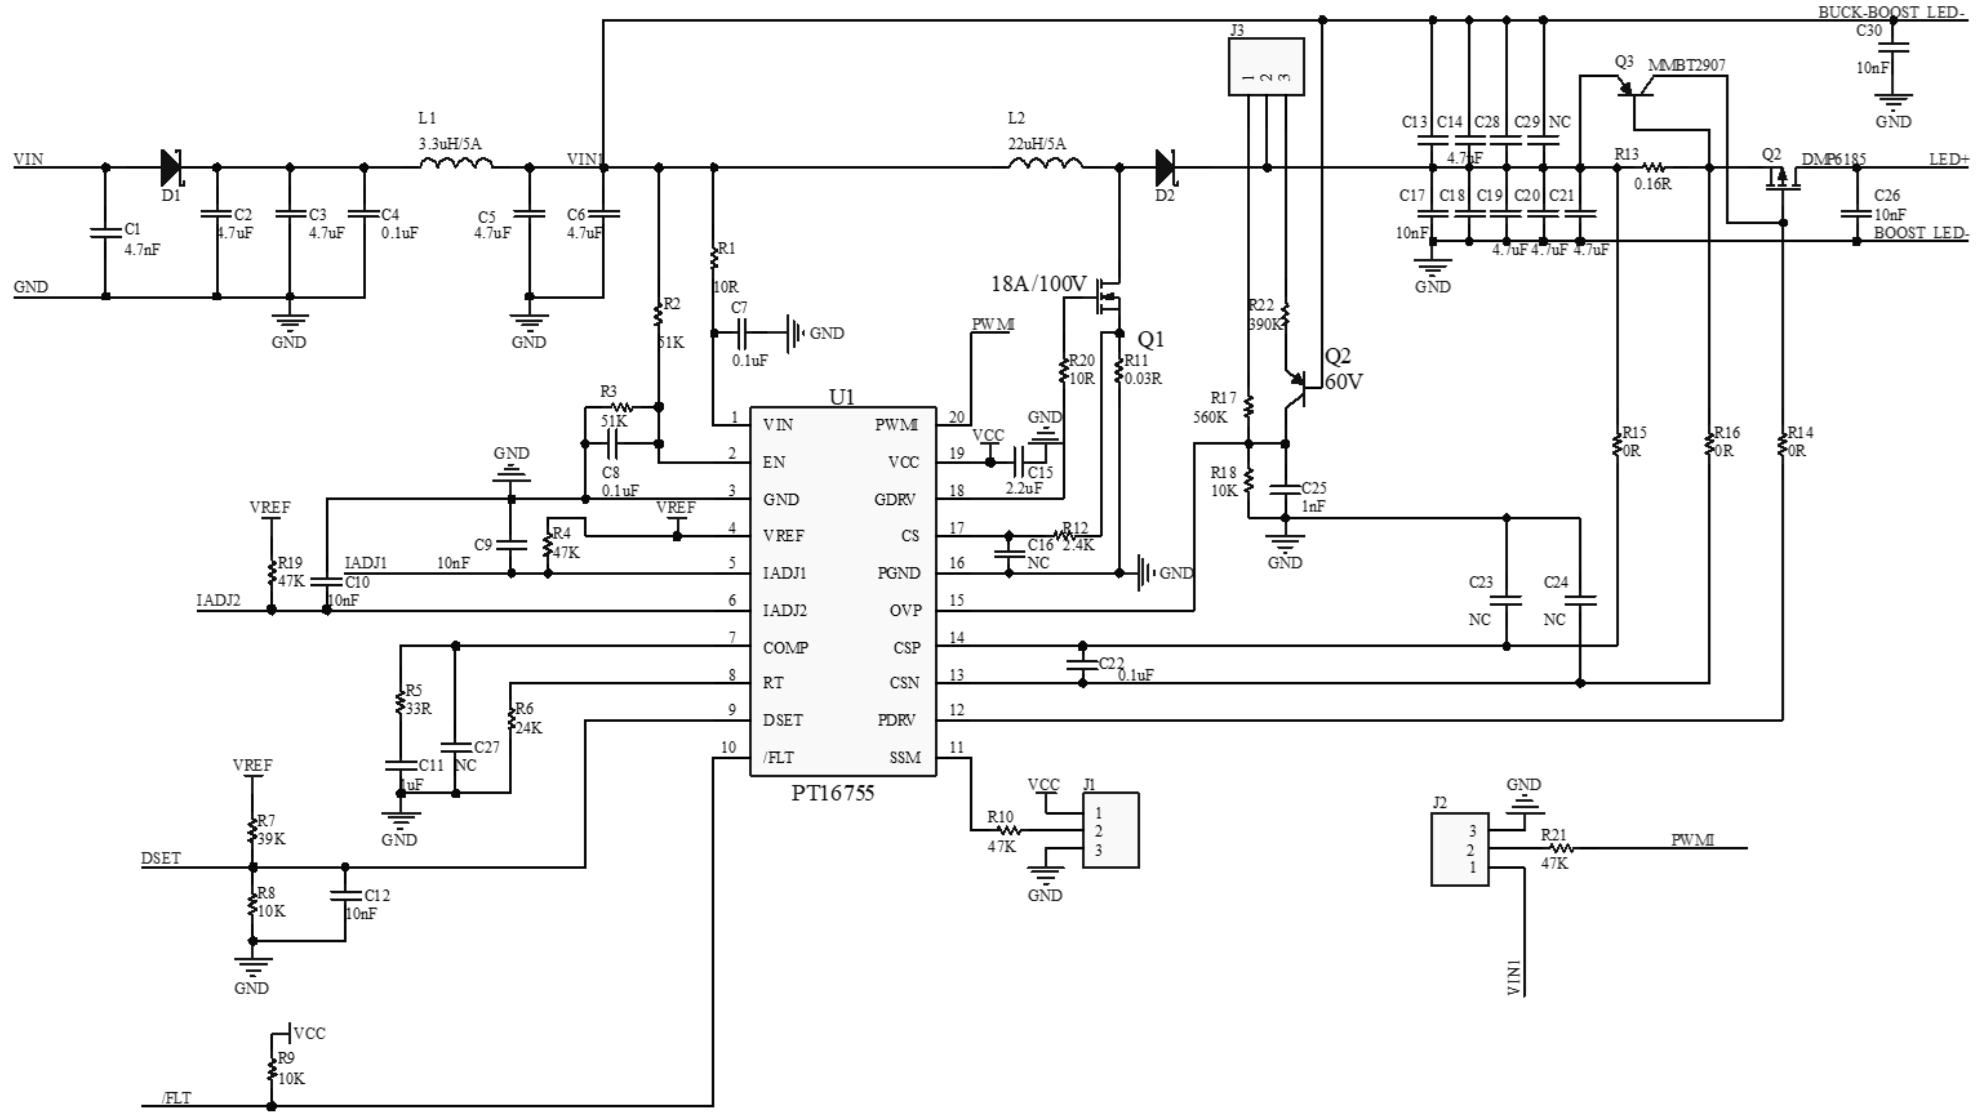 BUCK-BOOST LED-
C30
10nF
GND
J3
1 2 3
Q3 MMBT2907
L1
3.3uH/5A
L2
22uH/5A
C13 C14 C28 C29 NC
4.7uF
VIN
VIN1
D1
D2
R13
0.16R
Q2 DMP6185
LED+
C1
4.7nF
C2
4.7uF
C3
4.7uF
C4
0.1uF
C5
4.7uF
C6
4.7uF
C17 C18 C19 C20 C21
10nF
4.7uF 4.7uF 4.7uF
C26
10nF
BOOST LED-
GND
GND
GND
GND
R1
10R
R2
51K
C7
0.1uF
GND
18A/100V
Q1
PWMI
R20
10R
R11
0.03R
R22
390K
Q2
60V
R17
560K
R3
51K
C8
0.1uF
GND
VREF
VREF
R4
47K
C9
10nF
R19
47K
IADJ1
C10
10nF
IADJ2
U1
1 VIN
2 EN
3 GND
4 VREF
5 IADJ1
6 IADJ2
7 COMP
8 RT
9 DSET
10 /FLT
PWMI 20
VCC 19
GDRV 18
CS 17
PGND 16
OVP 15
CSP 14
CSN 13
PDRV 12
SSM 11
PT16755
VCC
GND
C15
2.2uF
R12
2.4K
C16
NC
GND
R18
10K
C25
1nF
GND
R15
0R
R16
0R
R14
0R
C23
NC
C24
NC
C22
0.1uF
R5
33R
C11
1uF
C27
NC
R6
24K
GND
VREF
R7
39K
DSET
R8
10K
C12
10nF
GND
VCC
R9
10K
/FLT
R10
47K
VCC
J1
1
2
3
GND
J2
3
2
1
GND
R21
47K
PWMI
VIN1